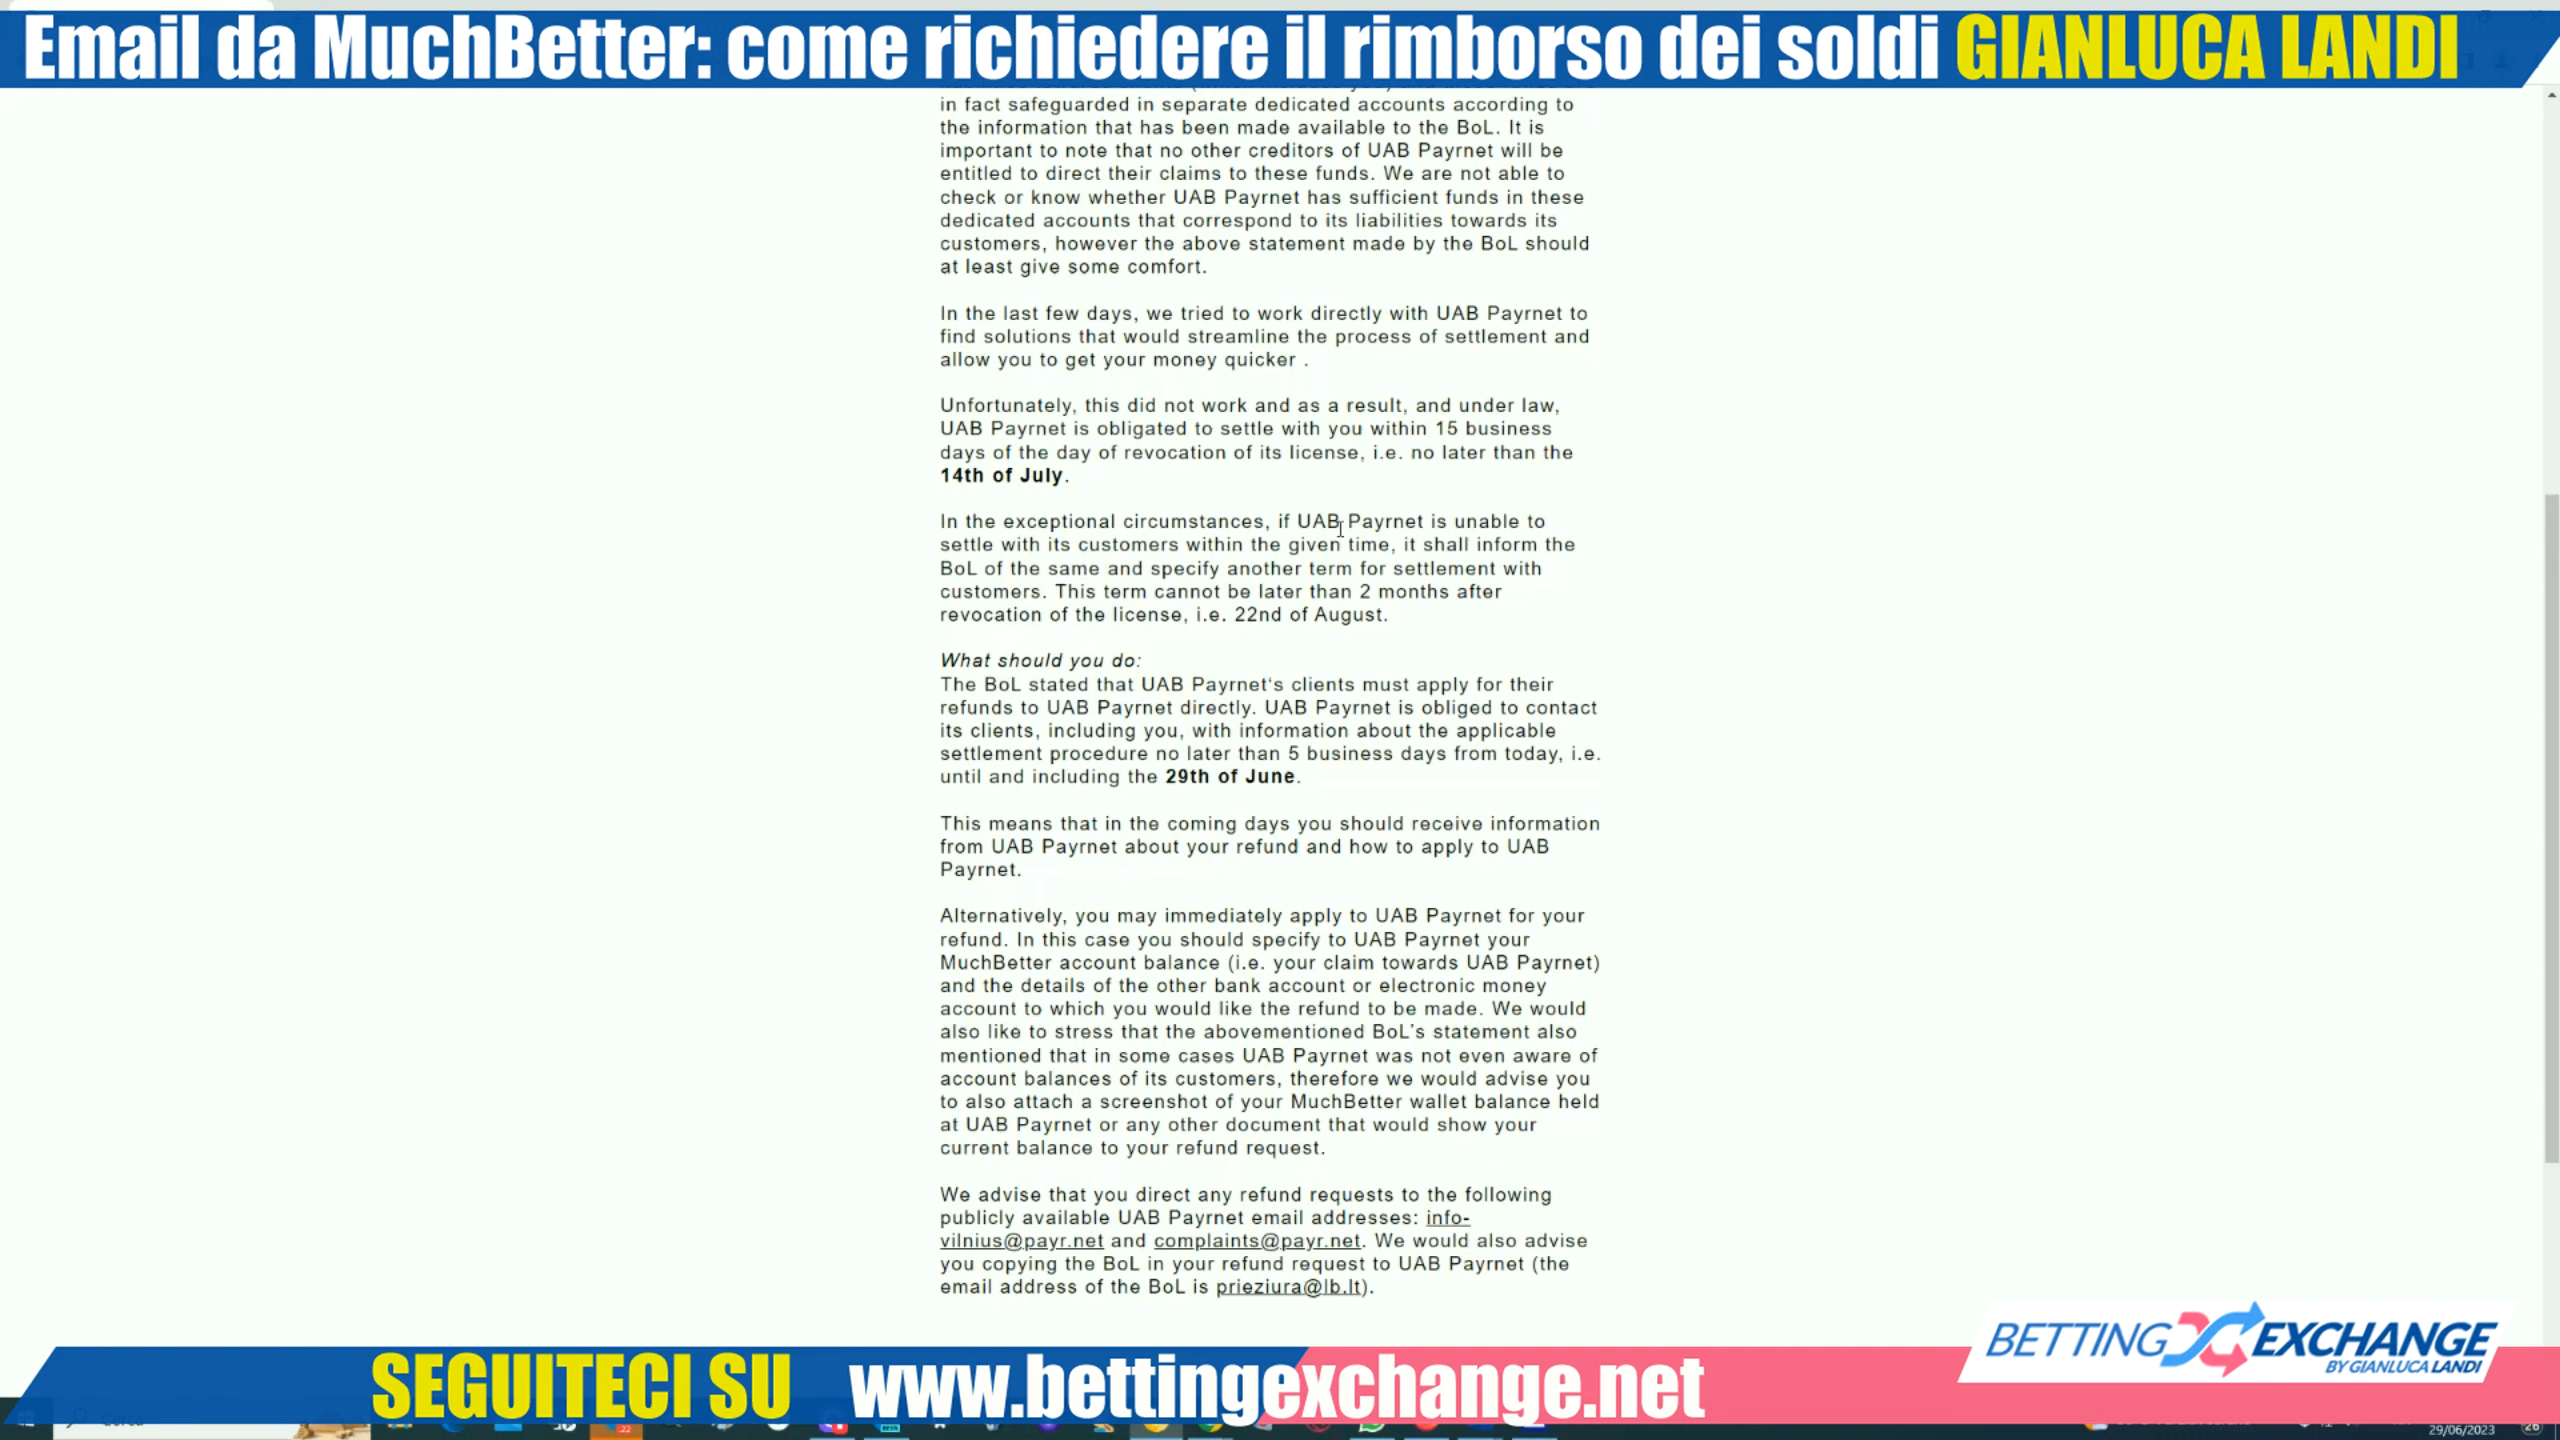 Email da MuchBetter: come richiedere il rimborso dei soldi GIANLUCA LANDI
in fact safeguarded in separate dedicated accounts according to
the information that has been made available to the BoL. It is
important to note that no other creditors of UAB Payrnet will be
entitled to direct their claims to these funds. We are not able to
check or know whether UAB Payrnet has sufficient funds in these
dedicated accounts that correspond to its liabilities towards its
customers, however the above statement made by the BoL should
at least give some comfort.
In the last few days, we tried to work directly with UAB Payrnet to
find solutions that would streamline the process of settlement and
allow you to get your money quicker .
Unfortunately, this did not work and as a result, and under law,
UAB Payrnet is obligated to settle with you within 15 business
days of the day of revocation of its license, i.e. no later than the
14th of July.
In the exceptional circumstances, if UAB Payrnet is unable to
settle with its customers within the given time, it shall inform the
BoL of the same and specify another term for settlement with
customers. This term cannot be later than 2 months after
revocation of the license, i.e. 22nd of August.
What should you do:
The BoL stated that UAB Payrnet‘s clients must apply for their
refunds to UAB Payrnet directly. UAB Payrnet is obliged to contact
its clients, including you, with information about the applicable
settlement procedure no later than 5 business days from today, i.e.
until and including the 29th of June.
This means that in the coming days you should receive information
from UAB Payrnet about your refund and how to apply to UAB
Payrnet.
Alternatively, you may immediately apply to UAB Payrnet for your
refund. In this case you should specify to UAB Payrnet your
MuchBetter account balance (i.e. your claim towards UAB Payrnet)
and the details of the other bank account or electronic money
account to which you would like the refund to be made. We would
also like to stress that the abovementioned BoL’s statement also
mentioned that in some cases UAB Payrnet was not even aware of
account balances of its customers, therefore we would advise you
to also attach a screenshot of your MuchBetter wallet balance held
at UAB Payrnet or any other document that would show your
current balance to your refund request.
We advise that you direct any refund requests to the following
publicly available UAB Payrnet email addresses: info-
vilnius@payr.net and complaints@payr.net. We would also advise
you copying the BoL in your refund request to UAB Payrnet (the
email address of the BoL is prieziura@lb.lt).
BETTING EXCHANGE
BY GIANLUCA LANDI
SEGUITECI SU www.bettingexchange.net
29/06/2023